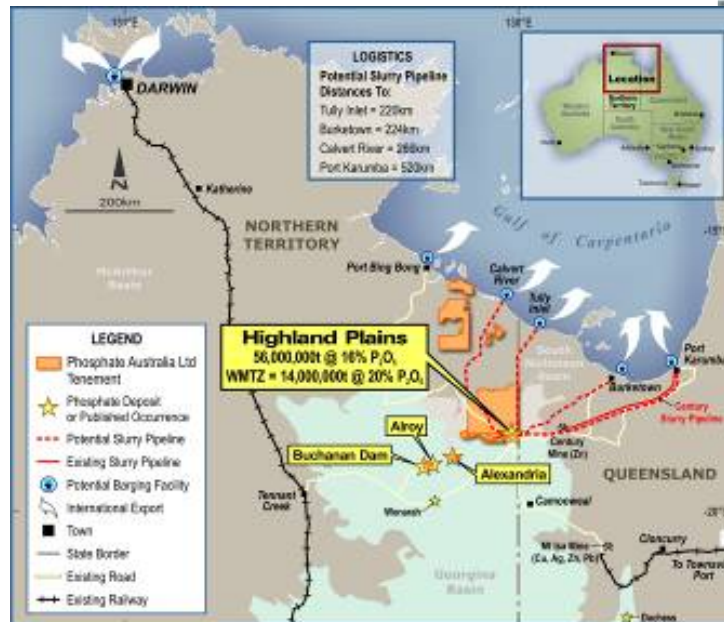 DARWIN
Katherine
N
200km
LOGISTICS
Potential Slurry Pipeline
Distances To:
Tully Inlet = 220km
Burketown = 224km
Calvert River = 266km
Port Karumba = 520km
Location
Northern
Territory
NORTHERN
TERRITORY
Gulf of Carpentaria
Port Bing Bong
Calvert
River
Tully
Inlet
Port
Karumba
Burketown
Century
Slurry Pipeline
Highland Plains
56,000,000t @ 16% P₂O₅
WMTZ = 14,000,000t @ 20% P₂O₅
Century
Mine (Zn)
Alroy
Buchanan Dam
Alexandria
QUEENSLAND
Tennant
Creek
Wonarah
Camooweal
Georgina
Basin
Mt Isa Mine
(Cu, Ag, Zn, Pb)
Cloncurry
To Townsville
Port
Duchess
LEGEND
Phosphate Australia Ltd
Tenement
Phosphate Deposit
or Published Occurrence
Potential Slurry Pipeline
Existing Slurry Pipeline
Potential Barging Facility
International Export
Town
State Border
Existing Road
Existing Railway